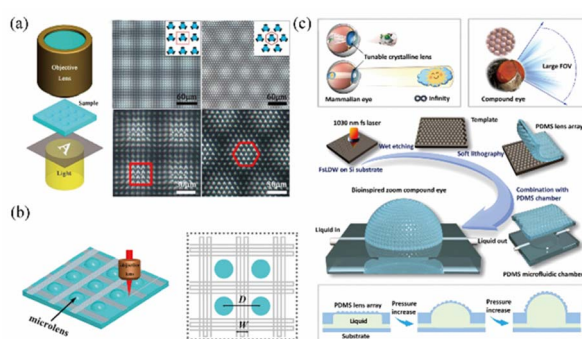 (a)
Objective
Lens
Sample
A
Light
60μm
60μm
(b)
microlens
D
W
(c)
Tunable crystalline lens
Mammalian eye
Infinity
Large FOV
Compound eye
1030 nm fs laser
FsLDW on Si substrate
Wet etching
Template
Soft lithography
PDMS lens array
Combination with
PDMS chamber
Bioinspired zoom compound eye
Liquid in
Liquid out
PDMS microfluidic chamber
PDMS lens array
Liquid
Substrate
Pressure
increase
Pressure
increase